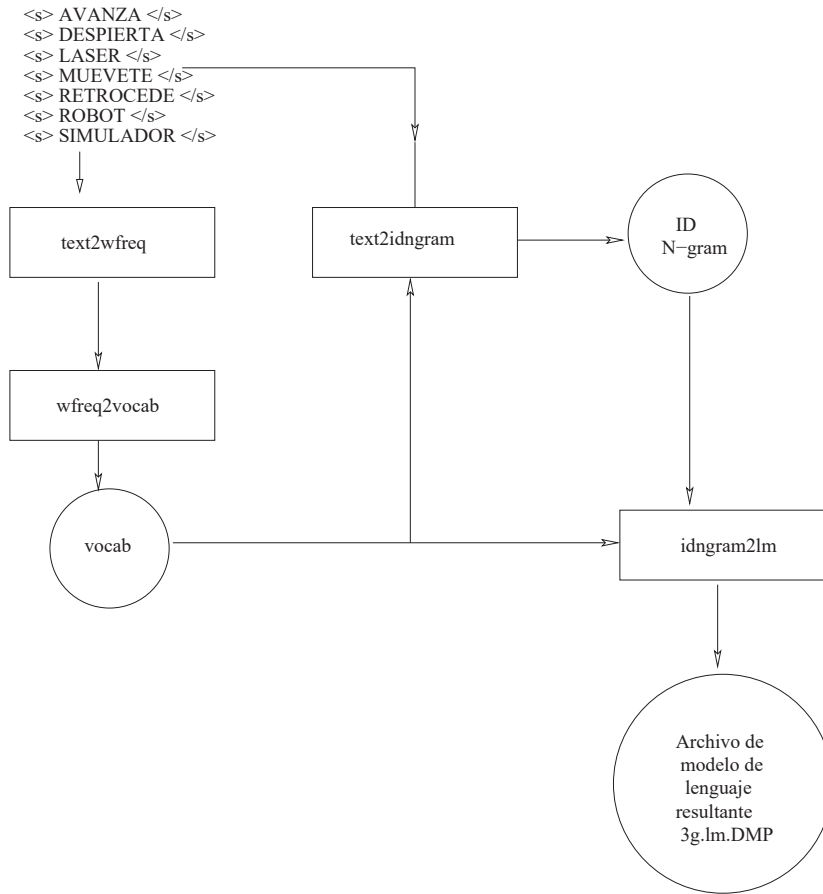 <s> AVANZA </s>
<s> DESPIERTA </s>
<s> LASER </s>
<s> MUEVETE </s>
<s> RETROCEDE </s>
<s> ROBOT </s>
<s> SIMULADOR </s>
text2wfreq
text2idngram
ID
N−gram
wfreq2vocab
vocab
idngram2lm
Archivo de
modelo de
lenguaje
resultante
3g.lm.DMP